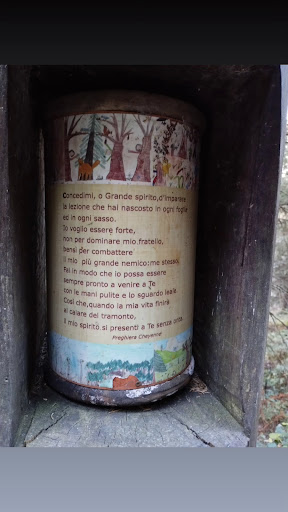 Concedimi, o Grande spirito,d'imparare
la lezione che hai nascosto in ogni foglia
ed in ogni sasso.
Io voglio essere forte,
non per dominare mio fratello,
bensì per combattere
il mio più grande nemico:me stesso.
Fai in modo che io possa essere
sempre pronto a venire a Te
con le mani pulite e lo sguardo leale
Così che,quando la mia vita finirà
al calare del tramonto,
il mio spirito si presenti a Te senza onta.
Preghiera Cheyenne